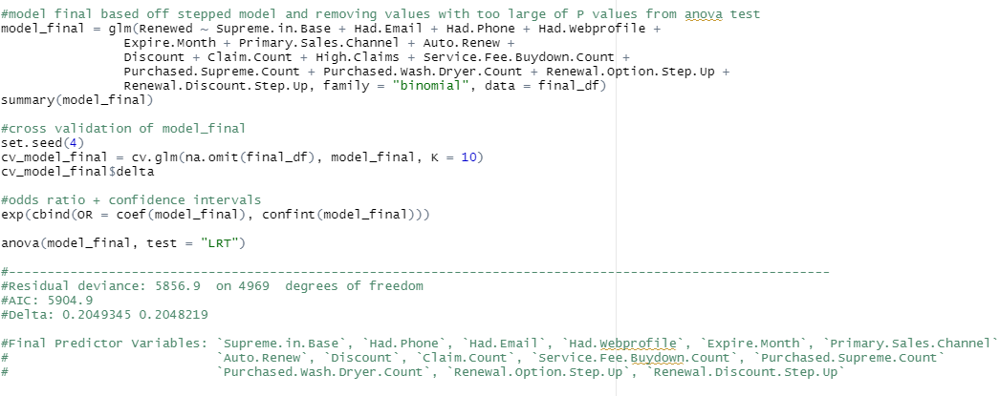 #model final based off stepped model and removing values with too large of P values from anova test
model_final = glm(Renewed ~ Supreme.in.Base + Had.Email + Had.Phone + Had.Webprofile +
Expire.Month + Primary.Sales.Channel + Auto.Renew +
Discount + Claim.Count + High.Claims + Service.Fee.Buydown.Count +
Purchased.Supreme.Count + Purchased.Wash.Dryer.Count + Renewal.Option.Step.Up +
Renewal.Discount.Step.Up, family = "binomial", data = final_df)
summary(model_final)
#cross validation of model_final
set.seed(4)
cv_model_final = cv.glm(na.omit(final_df), model_final, K = 10)
cv_model_final$delta
#odds ratio + confidence intervals
exp(cbind(OR = coef(model_final), confint(model_final)))
anova(model_final, test = "LRT")
#-----------------------------------------------------------------------------------------------------------
#Residual deviance: 5856.9  on 4969  degrees of freedom
#AIC: 5904.9
#Delta: 0.2049345 0.2048219
#Final Predictor Variables: `Supreme.in.Base`, `Had.Phone`, `Had.Email`, `Had.Webprofile`, `Expire.Month`, `Primary.Sales.Channel`
# `Auto.Renew`, `Discount`, `Claim.Count`, `Service.Fee.Buydown.Count`, `Purchased.Supreme.Count`
# `Purchased.Wash.Dryer.Count`, `Renewal.Option.Step.Up`, `Renewal.Discount.Step.Up`